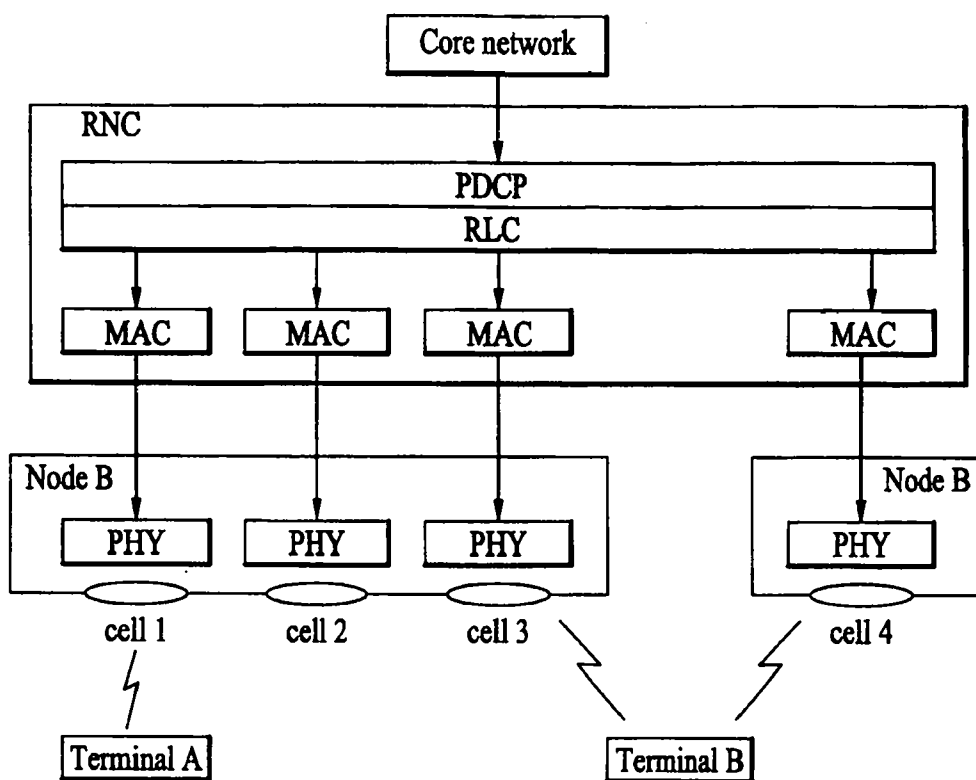 Core network
RNC
PDCP
RLC
MAC MAC MAC MAC
Node B Node B
PHY PHY PHY PHY
cell 1 cell 2 cell 3 cell 4
Terminal A Terminal B